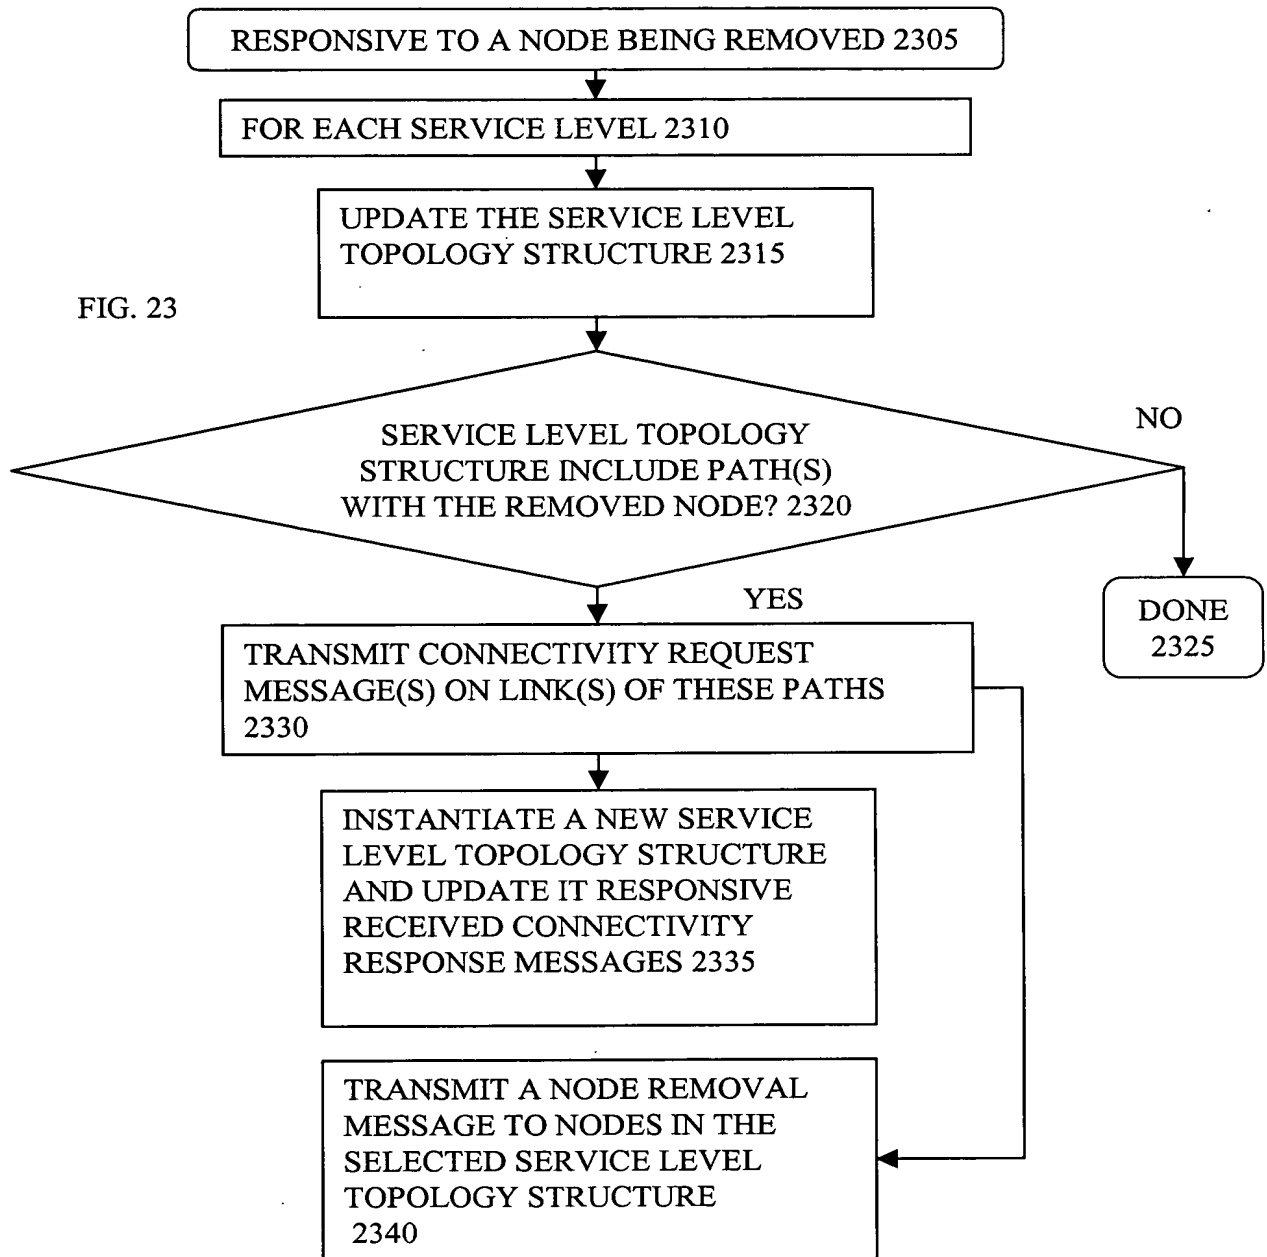 RESPONSIVE TO A NODE BEING REMOVED 2305
FOR EACH SERVICE LEVEL 2310
UPDATE THE SERVICE LEVEL
TOPOLOGY STRUCTURE 2315
FIG. 23
SERVICE LEVEL TOPOLOGY
STRUCTURE INCLUDE PATH(S)
WITH THE REMOVED NODE? 2320
NO
DONE
2325
YES
TRANSMIT CONNECTIVITY REQUEST
MESSAGE(S) ON LINK(S) OF THESE PATHS
2330
INSTANTIATE A NEW SERVICE
LEVEL TOPOLOGY STRUCTURE
AND UPDATE IT RESPONSIVE
RECEIVED CONNECTIVITY
RESPONSE MESSAGES 2335
TRANSMIT A NODE REMOVAL
MESSAGE TO NODES IN THE
SELECTED SERVICE LEVEL
TOPOLOGY STRUCTURE
2340